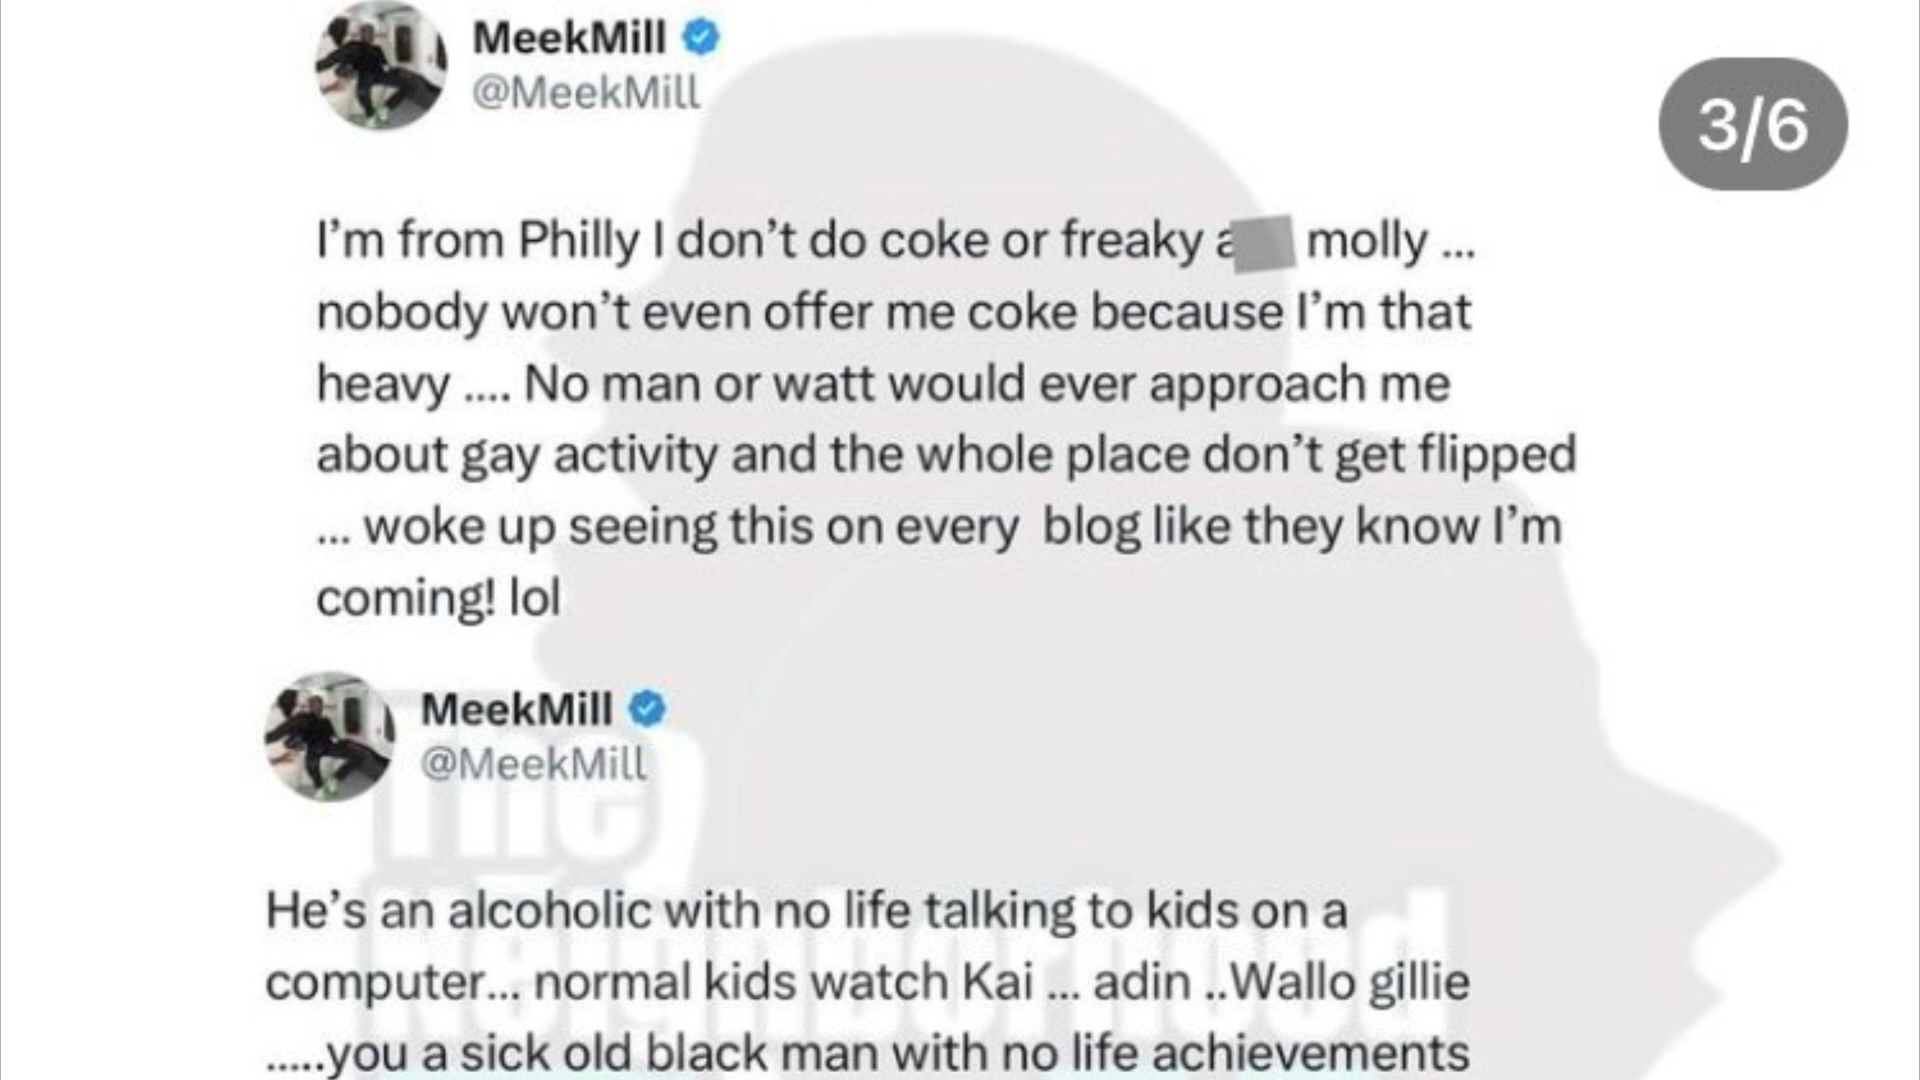 MeekMill
@MeekMill
3/6
I’m from Philly I don’t do coke or freaky a molly ...
nobody won’t even offer me coke because I’m that
heavy .... No man or watt would ever approach me
about gay activity and the whole place don’t get flipped
... woke up seeing this on every  blog like they know I’m
coming! lol
MeekMill
@MeekMill
The
Neighborhood
He’s an alcoholic with no life talking to kids on a
computer... normal kids watch Kai ... adin ..Wallo gillie
.....you a sick old black man with no life achievements